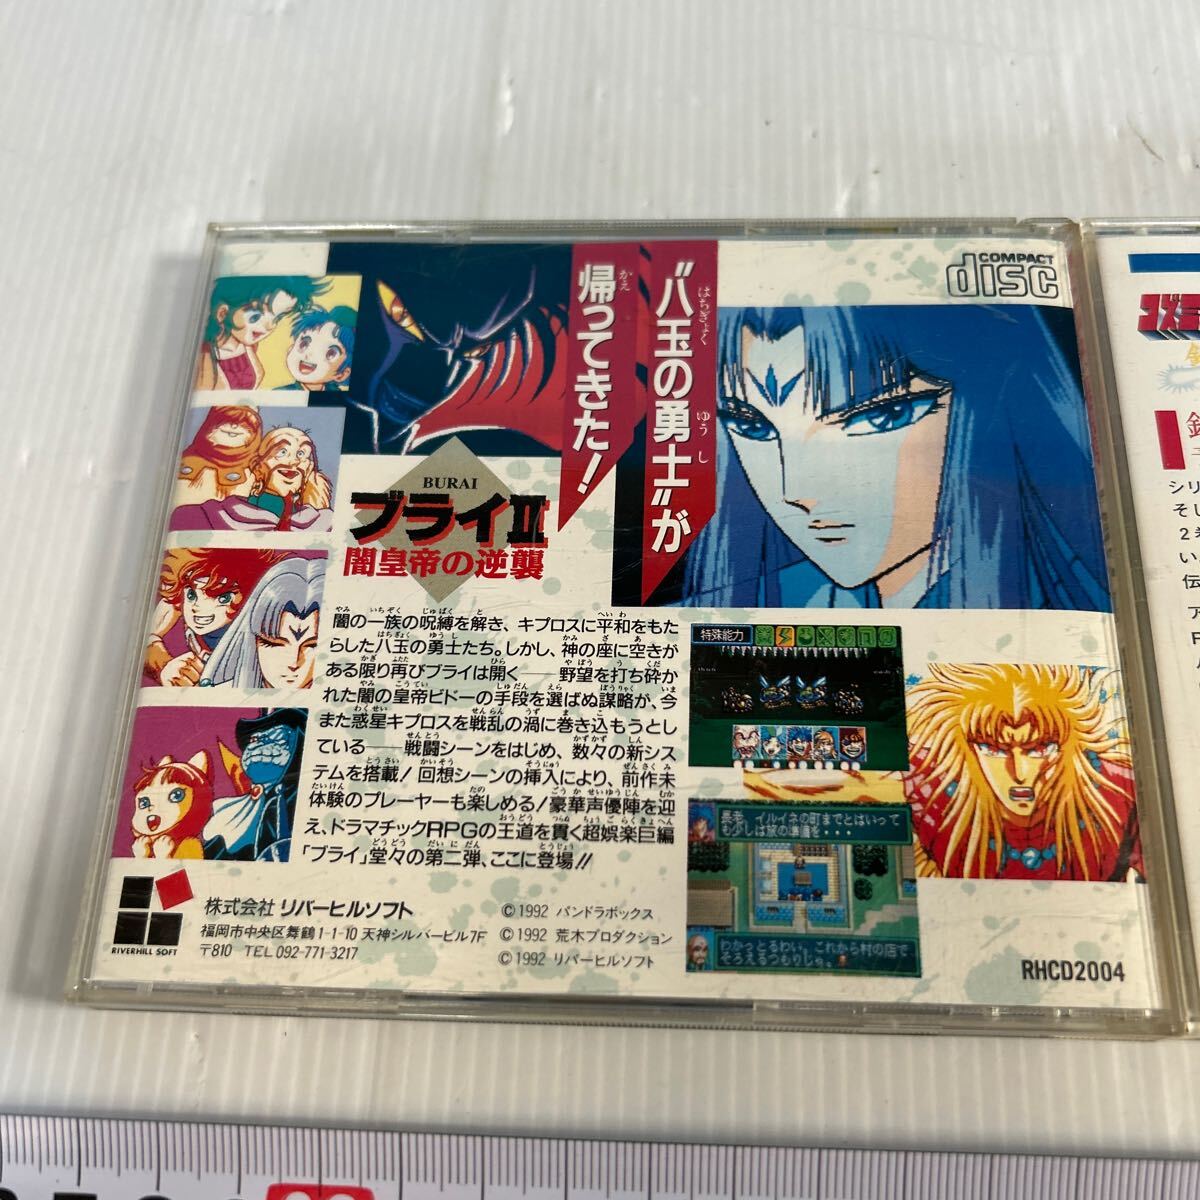 COMPACT
disc
“八玉の勇士”が
はちぎょく
ゆうし
帰ってきた!
かえ
BURAI
ブライII
闇皇帝の逆襲
闇の一族の呪縛を解き、キプロスに平和をもた
らした八玉の勇士たち。しかし、神の座に空きが
ある限り再びブライは開く──野望を打ち砕か
れた闇の皇帝ビドーの手段を選ばぬ謀略が、今
また惑星キプロスを戦乱の渦に巻き込もうとし
ている──戦闘シーンをはじめ、数々の新シス
テムを搭載!回想シーンの挿入により、前作未
体験のプレーヤーも楽しめる!豪華声優陣を迎
え、ドラマチックRPGの王道を貫く超娯楽巨編
「ブライ」堂々の第二弾、ここに登場!!
特殊能力
長老、イルイネの町までとはいって
も少しは旅の準備を・・・
わかっとるわい。これから村の店で
そろえるつもりじゃ。
RIVERHILL SOFT
株式会社 リバーヒルソフト
福岡市中央区舞鶴1-1-10 天神シルバービル7F
〒810 TEL 092-771-3217
©1992 パンドラボックス
©1992 荒木プロダクション
©1992 リバーヒルソフト
RHCD2004
シリ
そし
2巻
い。
伝
ア
F